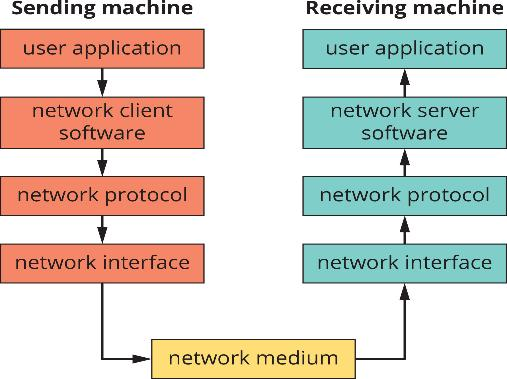 Sending machine
user application
network client
software
network protocol
network interface
Receiving machine
user application
network server
software
network protocol
network interface
network medium